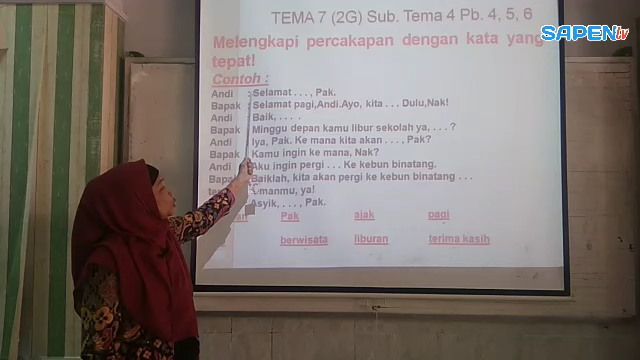 TEMA 7 (2G) Sub. Tema 4 Pb. 4, 5, 6
SAPEN tv
Melengkapi percakapan dengan kata yang
tepat!
Contoh :
Andi : Selamat . . . , Pak.
Bapak : Selamat pagi,Andi.Ayo, kita . . . Dulu,Nak!
Andi : Baik, . . . .
Bapak : Minggu depan kamu libur sekolah ya, . . . ?
Andi : Iya, Pak. Ke mana kita akan . . . , Pak?
Bapak : Kamu ingin ke mana, Nak?
Andi : Aku ingin pergi . . . Ke kebun binatang,
Bapak : Baiklah, kita akan pergi ke kebun binatang . . .
manmu, ya!
Asyik, . . . , Pak.
Pak ajak pagi
berwisata liburan terima kasih